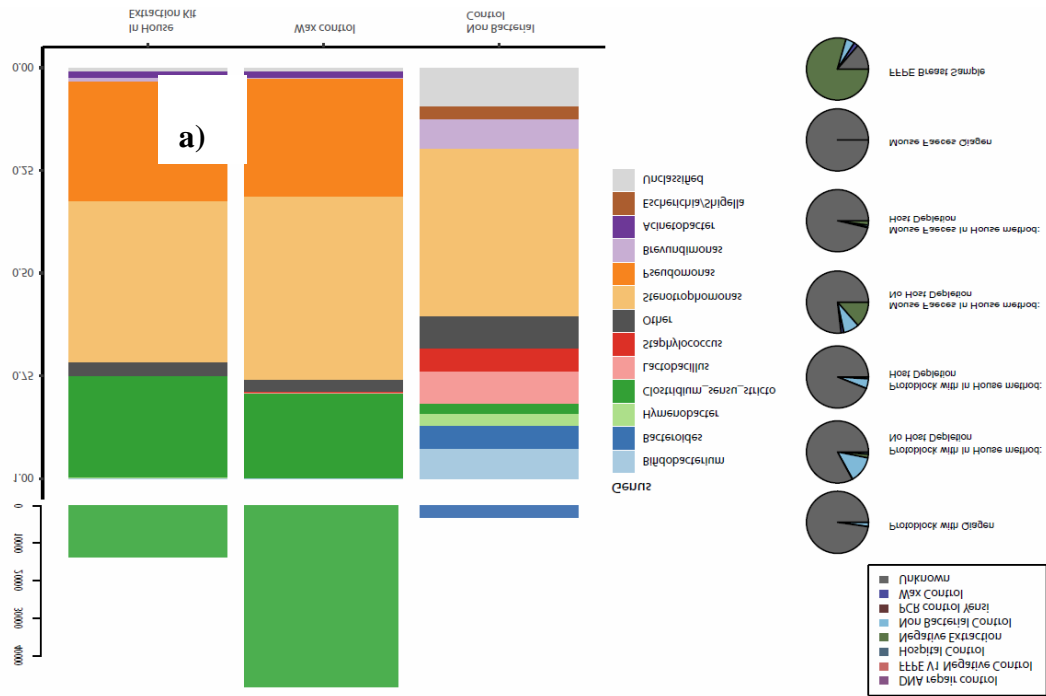 In House
Extraction Kit
Wax control
Non Bacterial
Control
0.00
0.25
0.50
0.75
1.00
a)
0
10000
20000
30000
40000
Genus
Bifidobacterium
Bacteroides
Hymenobacter
Clostridium_sensu_stricto
Lactobacillus
Staphylococcus
Other
Stenotrophomonas
Pseudomonas
Brevundimonas
Acinetobacter
Escherichia/Shigella
Unclassified
Protoblock with Qiagen
Protoblock with In House method:
No Host Depletion
Protoblock with In House method:
Host Depletion
Mouse Faeces In House method:
No Host Depletion
Mouse Faeces In House method:
Host Depletion
Mouse Faeces Qiagen
FFPE Breast Sample
DNA repair control
FFPE V1 Negative Control
Hospital Control
Negative Extraction
Non Bacterial Control
PCR control Yensi
Wax Control
Unknown